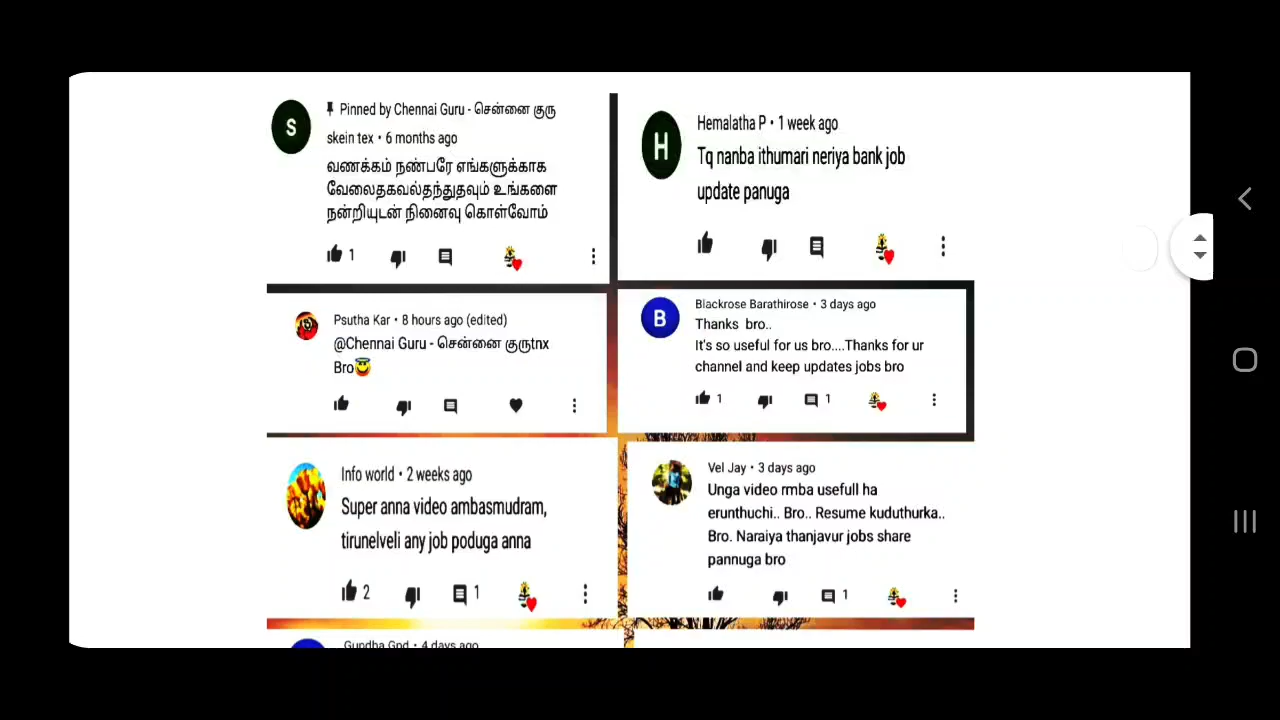 S
Pinned by Chennai Guru - சென்னை குரு
skein tex • 6 months ago
வணக்கம் நண்பரே எங்களுக்காக
வேலைதகவல்தந்துதவும் உங்களை
நன்றியுடன் நினைவு கொள்வோம்
1
H
Hemalatha P • 1 week ago
Tq nanba ithumari neriya bank job
update panuga
Psutha Kar • 8 hours ago (edited)
@Chennai Guru - சென்னை குருtnx
Bro😇
B
Blackrose Barathirose • 3 days ago
Thanks bro..
It's so useful for us bro....Thanks for ur
channel and keep updates jobs bro
1 1
Info world • 2 weeks ago
Super anna video ambasmudram,
tirunelveli any job poduga anna
2 1
Vel Jay • 3 days ago
Unga video rmba usefull ha
erunthuchi.. Bro.. Resume kuduthurka..
Bro. Naraiya thanjavur jobs share
pannuga bro
1
Gundha Gnd • 4 days ago